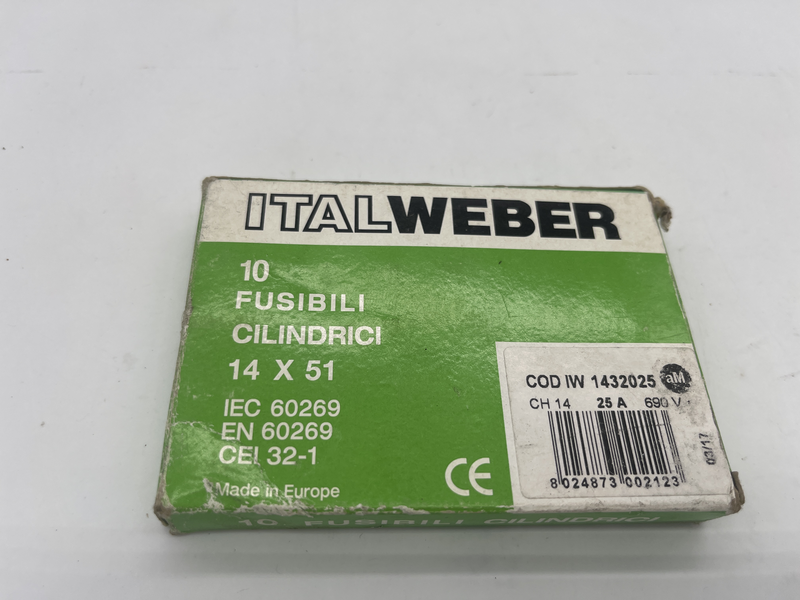 ITALWEBER
10
FUSIBILI
CILINDRICI
14 X 51
IEC 60269
EN 60269
CEI 32-1
Made in Europe
CE
COD IW 1432025 aM
CH 14 25 A 690 V
03/17
8 024873 002123
10 FUSIBILI CILINDRICI